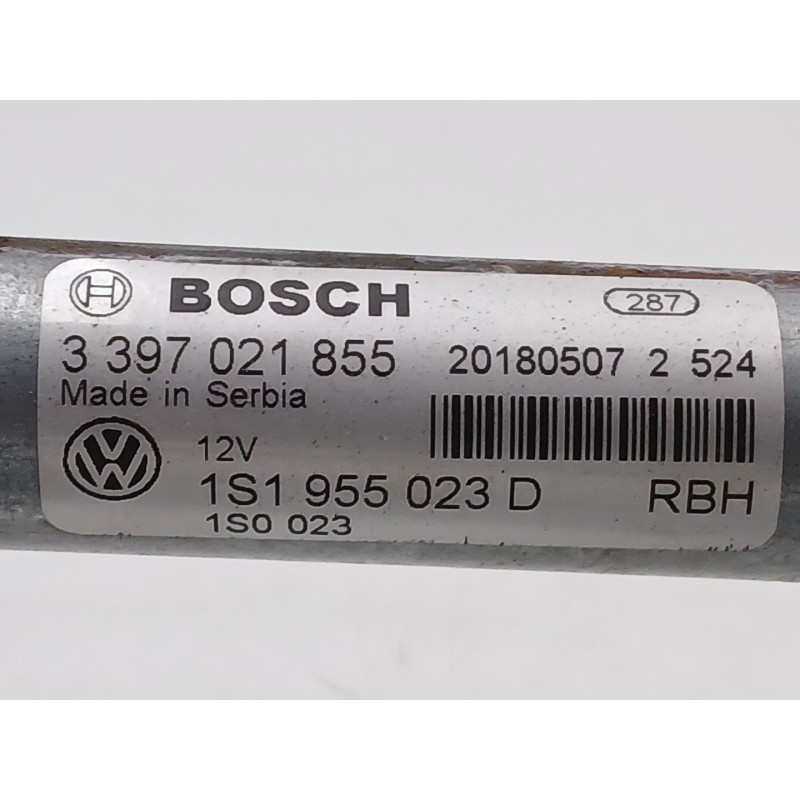 BOSCH 287
3 397 021 855 20180507 2 524
Made in Serbia
12V
1S1 955 023 D RBH
1S0 023